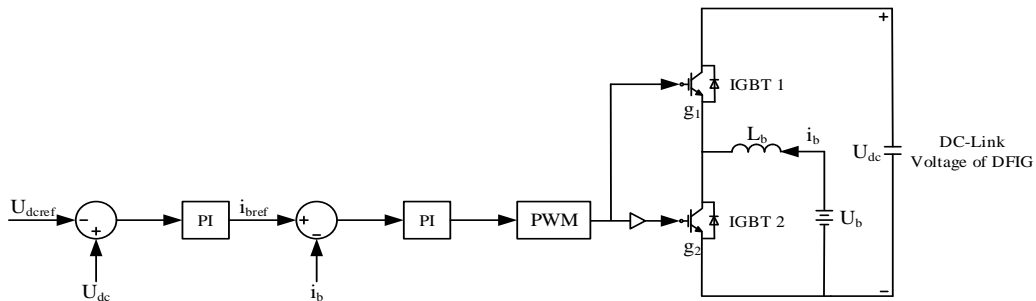 U_dcref
-
+
U_dc
PI
i_bref
+
-
i_b
PI
PWM
g_1
IGBT 1
L_b
i_b
g_2
IGBT 2
U_b
+
U_dc
-
DC-Link
Voltage of DFIG